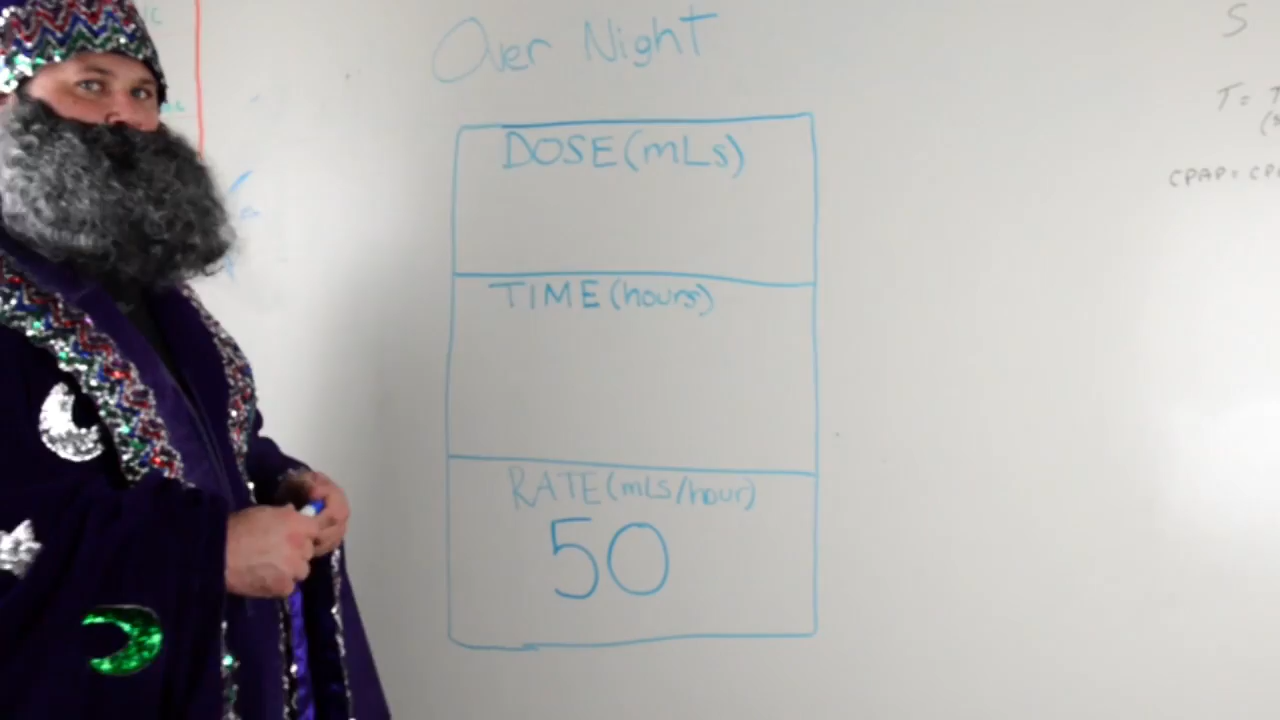 Over Night
DOSE(mLs)
TIME(hours)
RATE(mLs/hour)
50
S
CPAP=